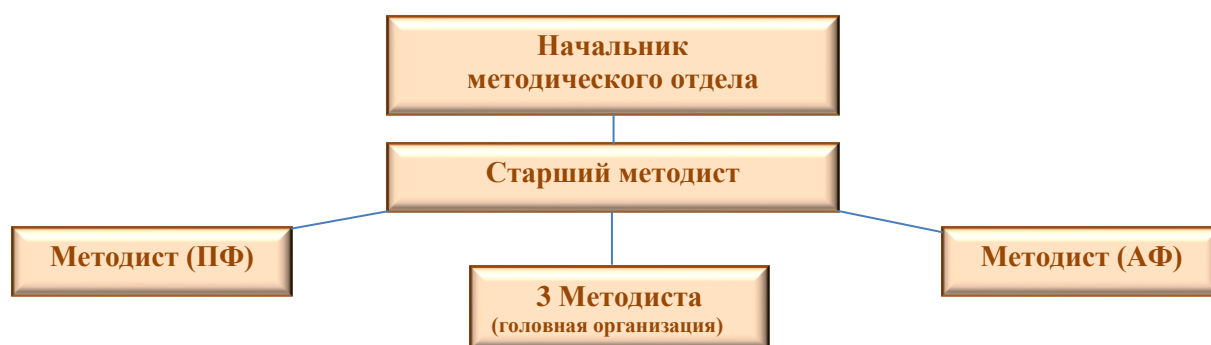 Начальник
методического отдела
Старший методист
Методист (ПФ)
Методист (АФ)
3 Методиста
(головная организация)